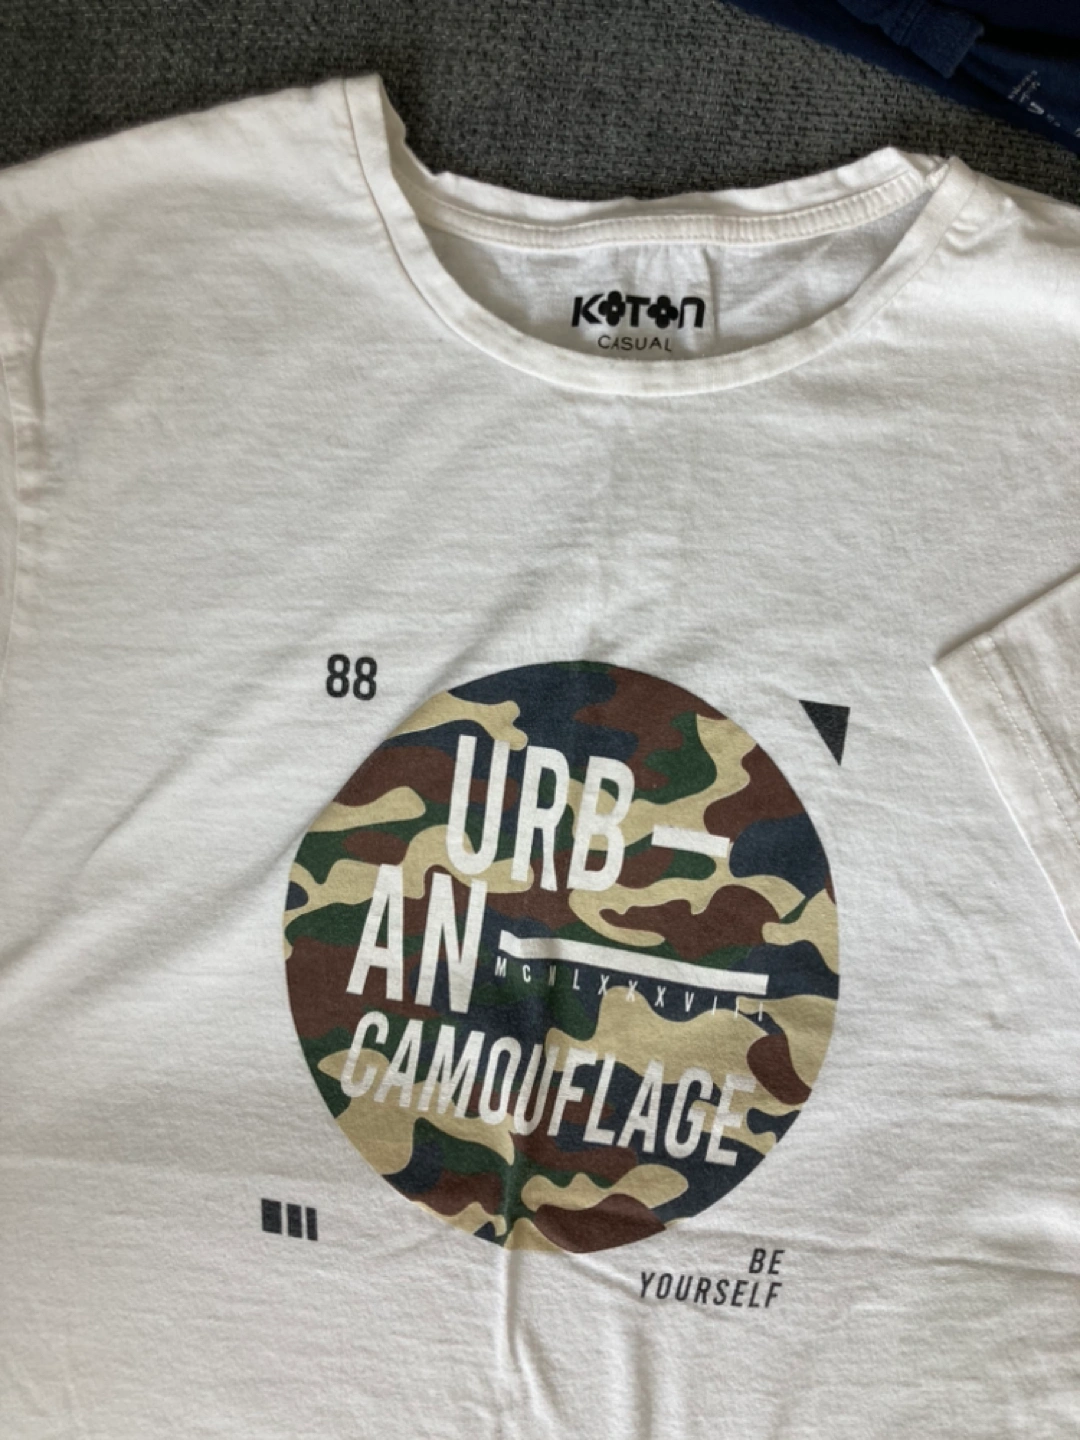 KOTON
CASUAL
88
URB—
AN
MCMLXXXVIII
CAMOUFLAGE
BE
YOURSELF